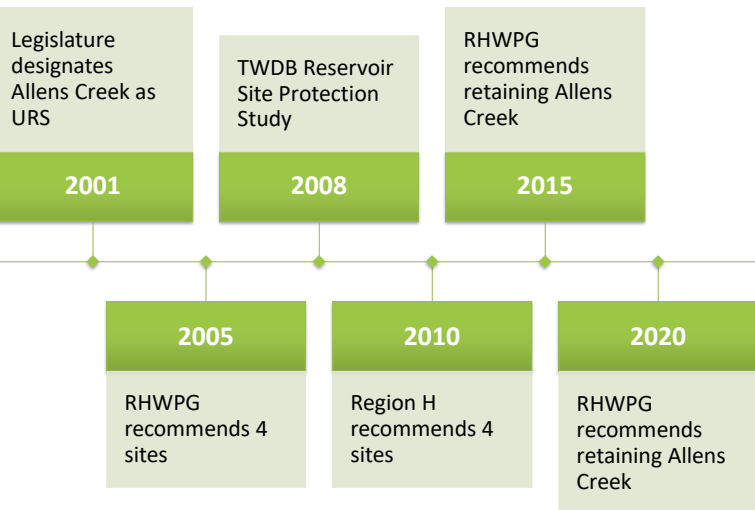 Legislature
designates
Allens Creek as
URS
2001
2005
RHWPG
recommends 4
sites
TWDB Reservoir
Site Protection
Study
2008
2010
Region H
recommends 4
sites
RHWPG
recommends
retaining Allens
Creek
2015
2020
RHWPG
recommends
retaining Allens
Creek